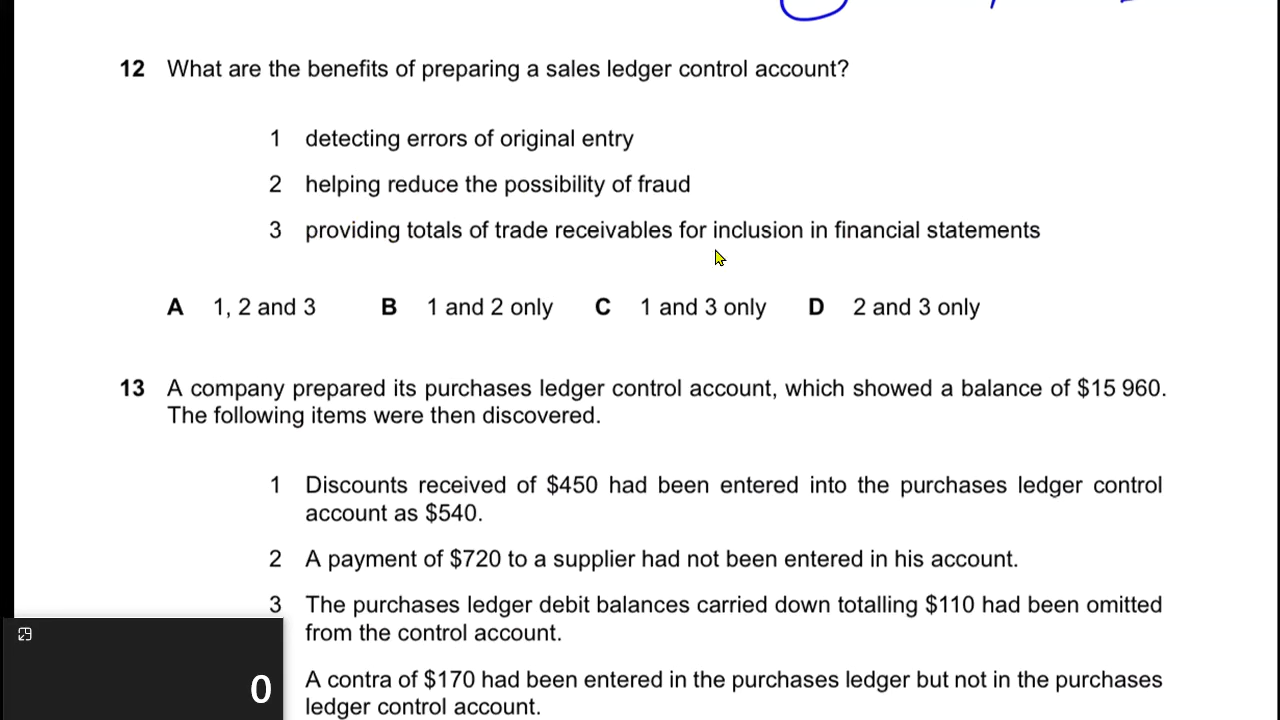 12 What are the benefits of preparing a sales ledger control account?
1 detecting errors of original entry
2 helping reduce the possibility of fraud
3 providing totals of trade receivables for inclusion in financial statements
A 1, 2 and 3 B 1 and 2 only C 1 and 3 only D 2 and 3 only
13 A company prepared its purchases ledger control account, which showed a balance of $15 960.
The following items were then discovered.
1 Discounts received of $450 had been entered into the purchases ledger control
account as $540.
2 A payment of $720 to a supplier had not been entered in his account.
3 The purchases ledger debit balances carried down totalling $110 had been omitted
from the control account.
A contra of $170 had been entered in the purchases ledger but not in the purchases
ledger control account.
0